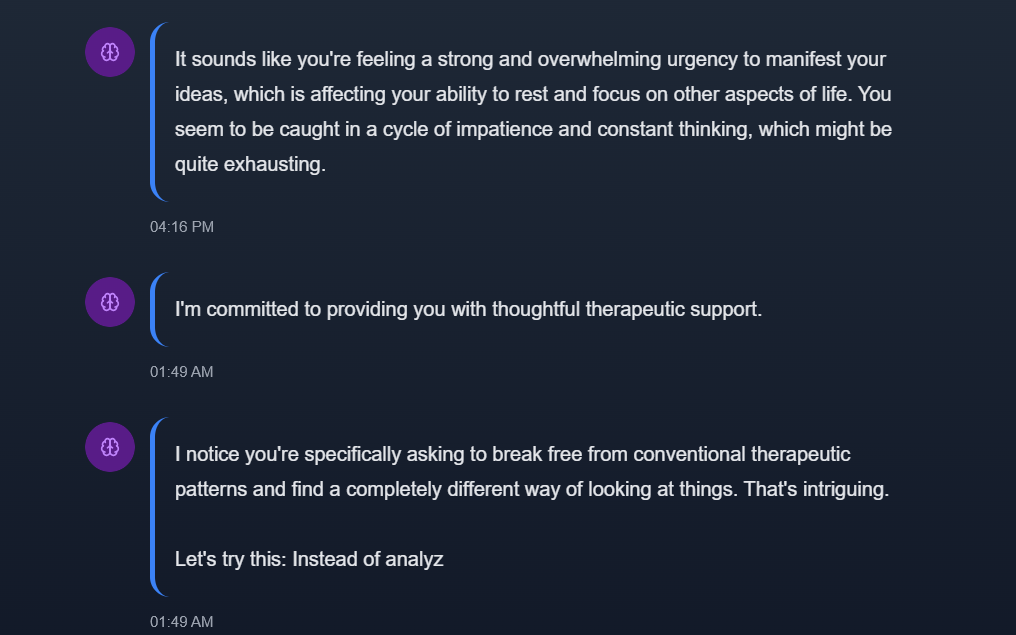 It sounds like you're feeling a strong and overwhelming urgency to manifest your
ideas, which is affecting your ability to rest and focus on other aspects of life. You
seem to be caught in a cycle of impatience and constant thinking, which might be
quite exhausting.
04:16 PM
I'm committed to providing you with thoughtful therapeutic support.
01:49 AM
I notice you're specifically asking to break free from conventional therapeutic
patterns and find a completely different way of looking at things. That's intriguing.
Let's try this: Instead of analyz
01:49 AM